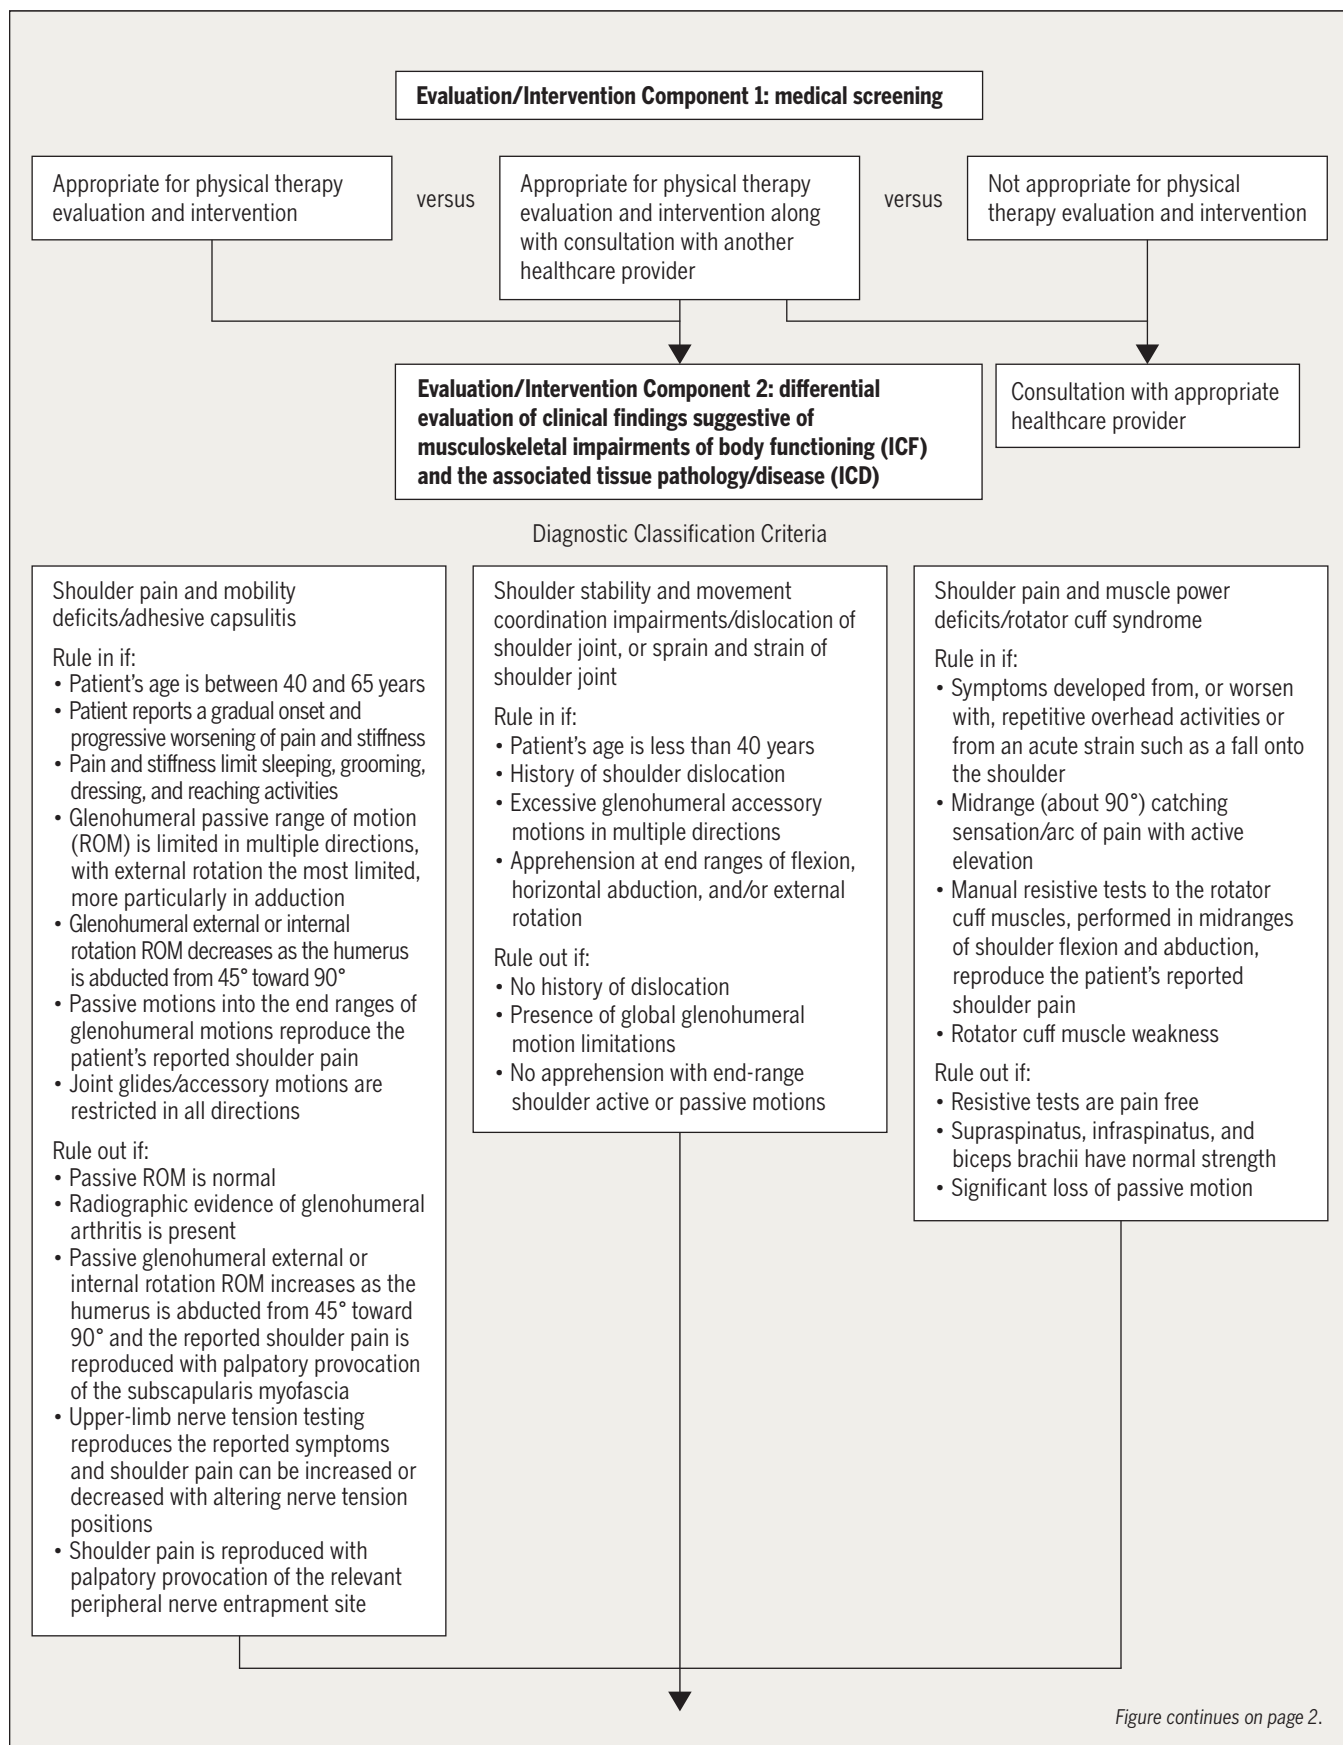 Evaluation/Intervention Component 1: medical screening
Appropriate for physical therapy
evaluation and intervention
versus
Appropriate for physical therapy
evaluation and intervention along
with consultation with another
healthcare provider
versus
Not appropriate for physical
therapy evaluation and intervention
Evaluation/Intervention Component 2: differential
evaluation of clinical findings suggestive of
musculoskeletal impairments of body functioning (ICF)
and the associated tissue pathology/disease (ICD)
Consultation with appropriate
healthcare provider
Diagnostic Classification Criteria
Shoulder pain and mobility
deficits/adhesive capsulitis
Rule in if:
• Patient's age is between 40 and 65 years
• Patient reports a gradual onset and
progressive worsening of pain and stiffness
• Pain and stiffness limit sleeping, grooming,
dressing, and reaching activities
• Glenohumeral passive range of motion
(ROM) is limited in multiple directions,
with external rotation the most limited,
more particularly in adduction
• Glenohumeral external or internal
rotation ROM decreases as the humerus
is abducted from 45° toward 90°
• Passive motions into the end ranges of
glenohumeral motions reproduce the
patient's reported shoulder pain
• Joint glides/accessory motions are
restricted in all directions
Rule out if:
• Passive ROM is normal
• Radiographic evidence of glenohumeral
arthritis is present
• Passive glenohumeral external or
internal rotation ROM increases as the
humerus is abducted from 45° toward
90° and the reported shoulder pain is
reproduced with palpatory provocation
of the subscapularis myofascia
• Upper-limb nerve tension testing
reproduces the reported symptoms
and shoulder pain can be increased or
decreased with altering nerve tension
positions
• Shoulder pain is reproduced with
palpatory provocation of the relevant
peripheral nerve entrapment site
Shoulder stability and movement
coordination impairments/dislocation of
shoulder joint, or sprain and strain of
shoulder joint
Rule in if:
• Patient's age is less than 40 years
• History of shoulder dislocation
• Excessive glenohumeral accessory
motions in multiple directions
• Apprehension at end ranges of flexion,
horizontal abduction, and/or external
rotation
Rule out if:
• No history of dislocation
• Presence of global glenohumeral
motion limitations
• No apprehension with end-range
shoulder active or passive motions
Shoulder pain and muscle power
deficits/rotator cuff syndrome
Rule in if:
• Symptoms developed from, or worsen
with, repetitive overhead activities or
from an acute strain such as a fall onto
the shoulder
• Midrange (about 90°) catching
sensation/arc of pain with active
elevation
• Manual resistive tests to the rotator
cuff muscles, performed in midranges
of shoulder flexion and abduction,
reproduce the patient's reported
shoulder pain
• Rotator cuff muscle weakness
Rule out if:
• Resistive tests are pain free
• Supraspinatus, infraspinatus, and
biceps brachii have normal strength
• Significant loss of passive motion
Figure continues on page 2.